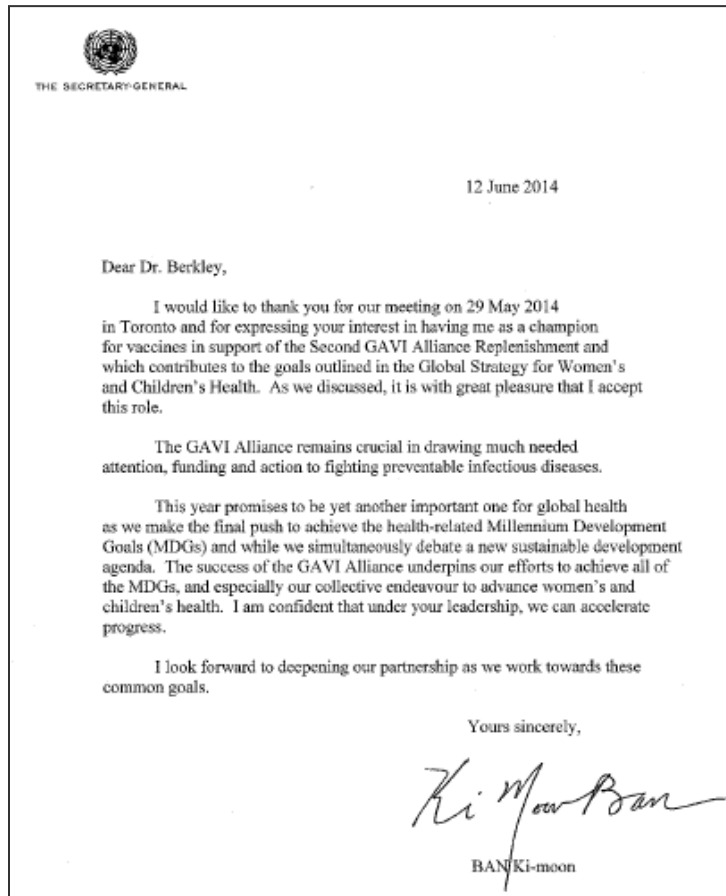 THE SECRETARY-GENERAL
12 June 2014
Dear Dr. Berkley,
I would like to thank you for our meeting on 29 May 2014
in Toronto and for expressing your interest in having me as a champion
for vaccines in support of the Second GAVI Alliance Replenishment and
which contributes to the goals outlined in the Global Strategy for Women's
and Children's Health. As we discussed, it is with great pleasure that I accept
this role.
The GAVI Alliance remains crucial in drawing much needed
attention, funding and action to fighting preventable infectious diseases.
This year promises to be yet another important one for global health
as we make the final push to achieve the health-related Millennium Development
Goals (MDGs) and while we simultaneously debate a new sustainable development
agenda. The success of the GAVI Alliance underpins our efforts to achieve all of
the MDGs, and especially our collective endeavour to advance women's and
children's health. I am confident that under your leadership, we can accelerate
progress.
I look forward to deepening our partnership as we work towards these
common goals.
Yours sincerely,
Ki Moon Ban
BAN Ki-moon